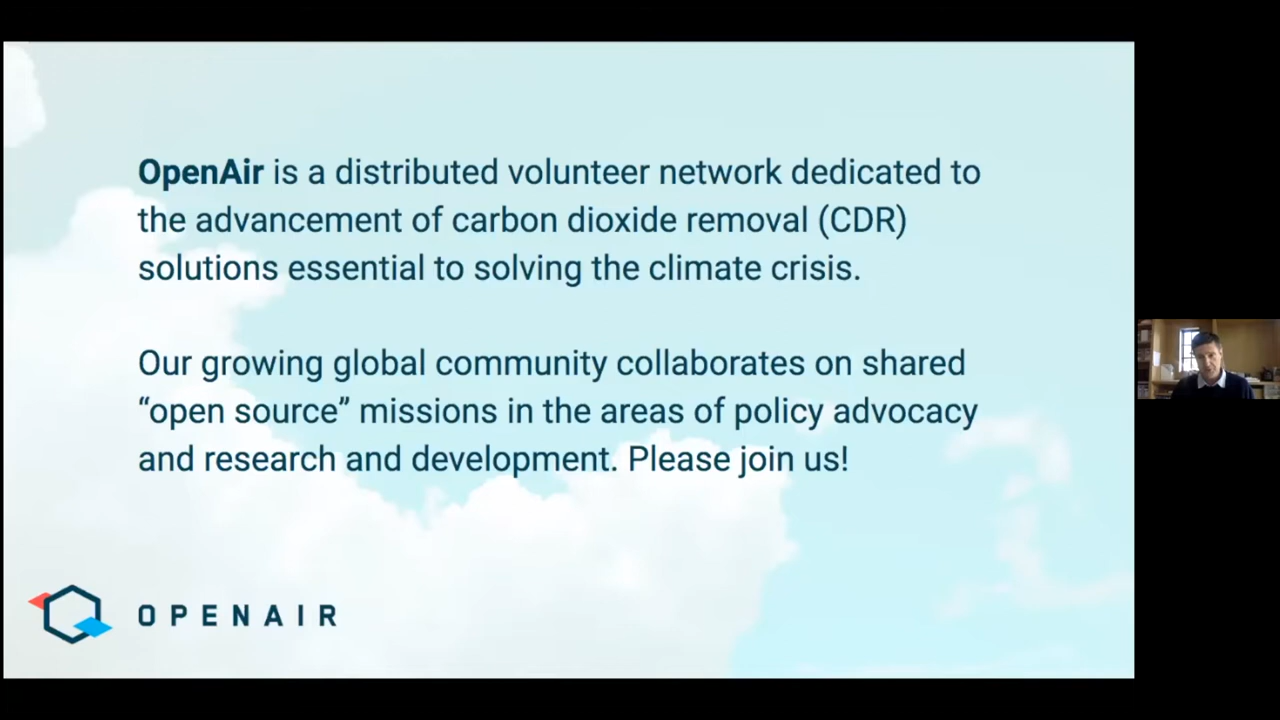 OpenAir is a distributed volunteer network dedicated to
the advancement of carbon dioxide removal (CDR)
solutions essential to solving the climate crisis.
Our growing global community collaborates on shared
“open source” missions in the areas of policy advocacy
and research and development. Please join us!
OPENAIR